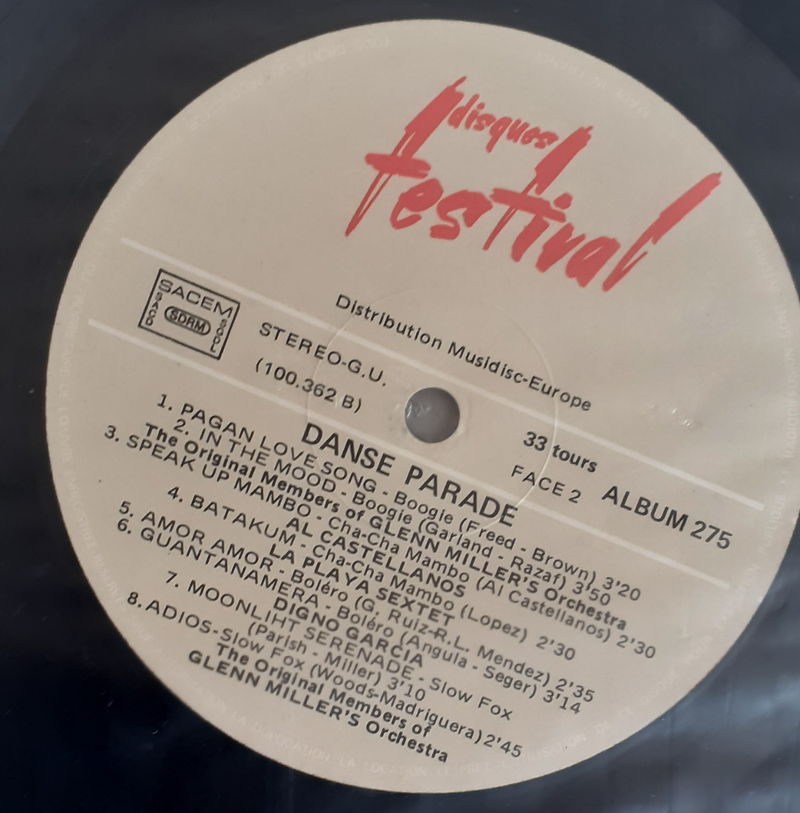 disques
festival
Distribution Musidisc-Europe
SACEM
SACD
SDRM
SGDL
STEREO-G.U.
(100.362 B)
33 tours
FACE 2
ALBUM 275
DANSE PARADE
1. PAGAN LOVE SONG - Boogie (Freed - Brown) 3'20
2. IN THE MOOD - Boogie (Garland - Razaf) 3'50
The Original Members of GLENN MILLER'S Orchestra
3. SPEAK UP MAMBO - Cha-Cha Mambo (Al Castellanos) 2'30
AL CASTELLANOS
4. BATAKUM - Cha-Cha Mambo (Lopez) 2'30
LA PLAYA SEXTET
5. AMOR AMOR - Boléro (G. Ruiz-R.L. Mendez) 2'35
6. GUANTANAMERA - Boléro (Angula - Seger) 3'14
DIGNO GARCIA
7. MOONLIHT SERENADE - Slow Fox
(Parish - Miller) 3'10
8. ADIOS-Slow Fox (Woods-Madriguera) 2'45
The Original Members of
GLENN MILLER'S Orchestra